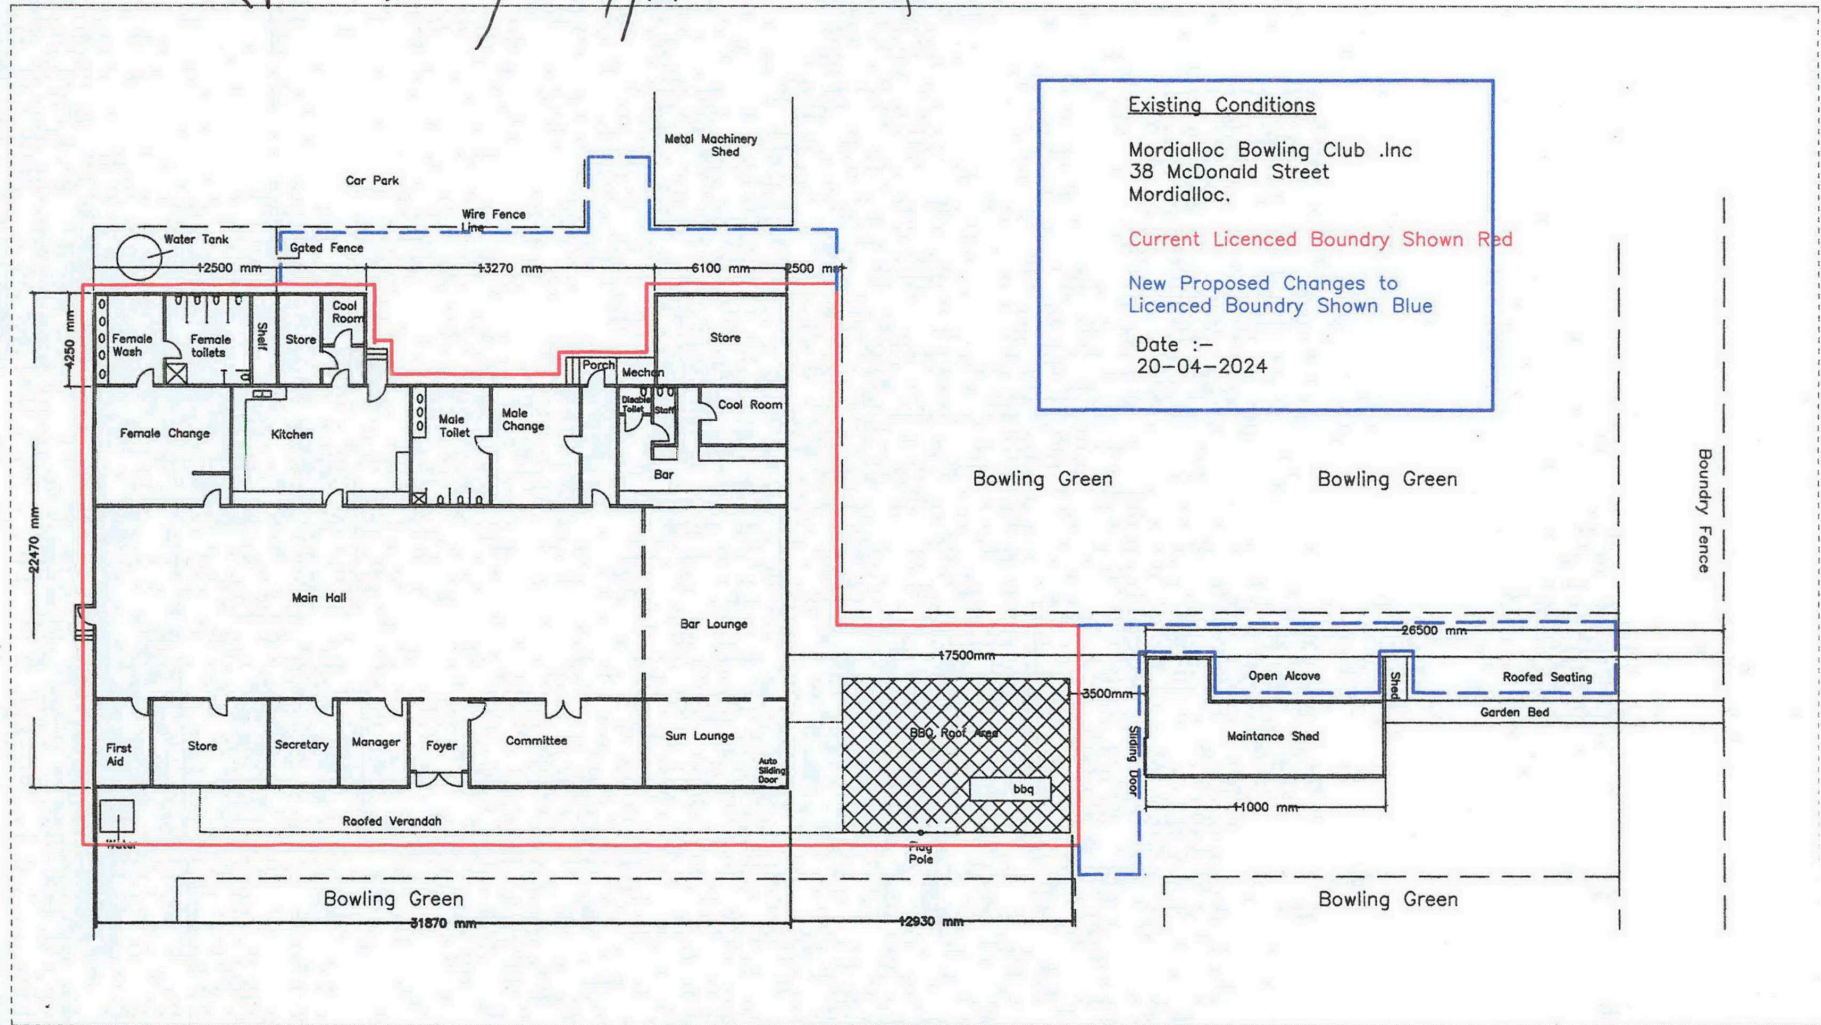 Existing Conditions
Mordialloc Bowling Club .Inc
38 McDonald Street
Mordialloc.
Current Licenced Boundry Shown Red
New Proposed Changes to
Licenced Boundry Shown Blue
Date :-
20-04-2024
Metal Machinery
Shed
Car Park
Wire Fence
Line
Water Tank
Gated Fence
12500 mm
13270 mm
6100 mm
2500 mm
4250 mm
22470 mm
Female
Wash
Female
toilets
Shelf
Store
Cool
Room
Porch
Mechan
Store
Female Change
Kitchen
Male
Toilet
Male
Change
Disable
Toilet
Staff
Cool Room
Bar
Bowling Green
Bowling Green
Boundry Fence
Main Hall
Bar Lounge
26500 mm
17500mm
3500mm
Open Alcove
Shed
Roofed Seating
Garden Bed
First
Aid
Store
Secretary
Manager
Foyer
Committee
Sun Lounge
Auto
Sliding
Door
BBQ Roof Area
bbq
Sliding Door
Maintance Shed
11000 mm
Roofed Verandah
Water
Flag
Pole
Bowling Green
Bowling Green
31870 mm
12930 mm